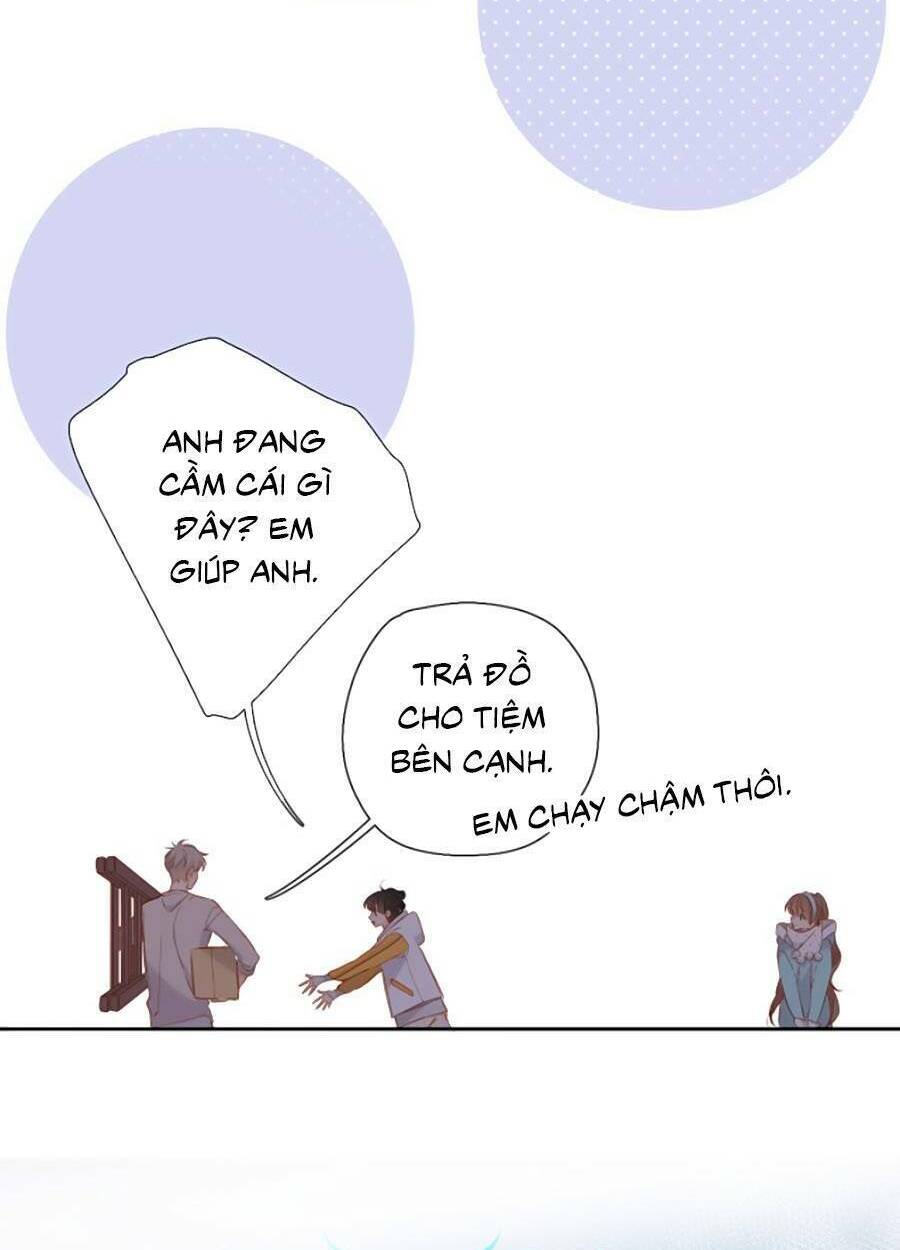 ANH ĐANG
CẦM CÁI GÌ
ĐÂY? EM
GIÚP ANH.
TRẢ ĐỒ
CHO TIỆM
BÊN CẠNH.
EM CHẠY CHẬM THÔI.